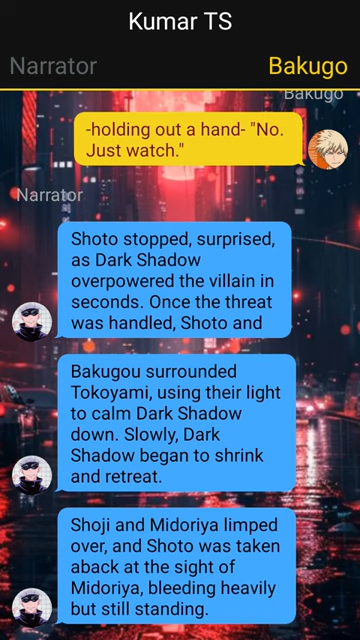 Kumar TS
Narrator
Bakugo
Bakugo
-holding out a hand- "No.
Just watch."
Narrator
Shoto stopped, surprised,
as Dark Shadow
overpowered the villain in
seconds. Once the threat
was handled, Shoto and
Bakugou surrounded
Tokoyami, using their light
to calm Dark Shadow
down. Slowly, Dark
Shadow began to shrink
and retreat.
Shoji and Midoriya limped
over, and Shoto was taken
aback at the sight of
Midoriya, bleeding heavily
but still standing.